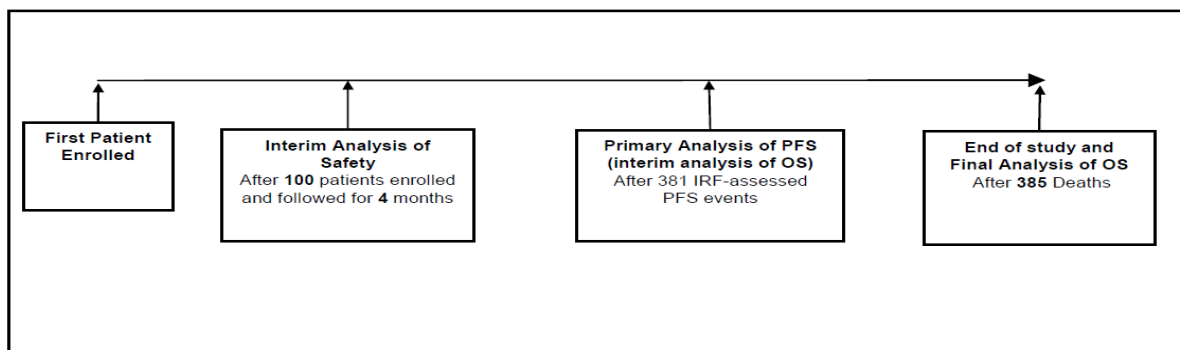 First Patient
Enrolled
Interim Analysis of
Safety
After 100 patients enrolled
and followed for 4 months
Primary Analysis of PFS
(interim analysis of OS)
After 381 IRF-assessed
PFS events
End of study and
Final Analysis of OS
After 385 Deaths